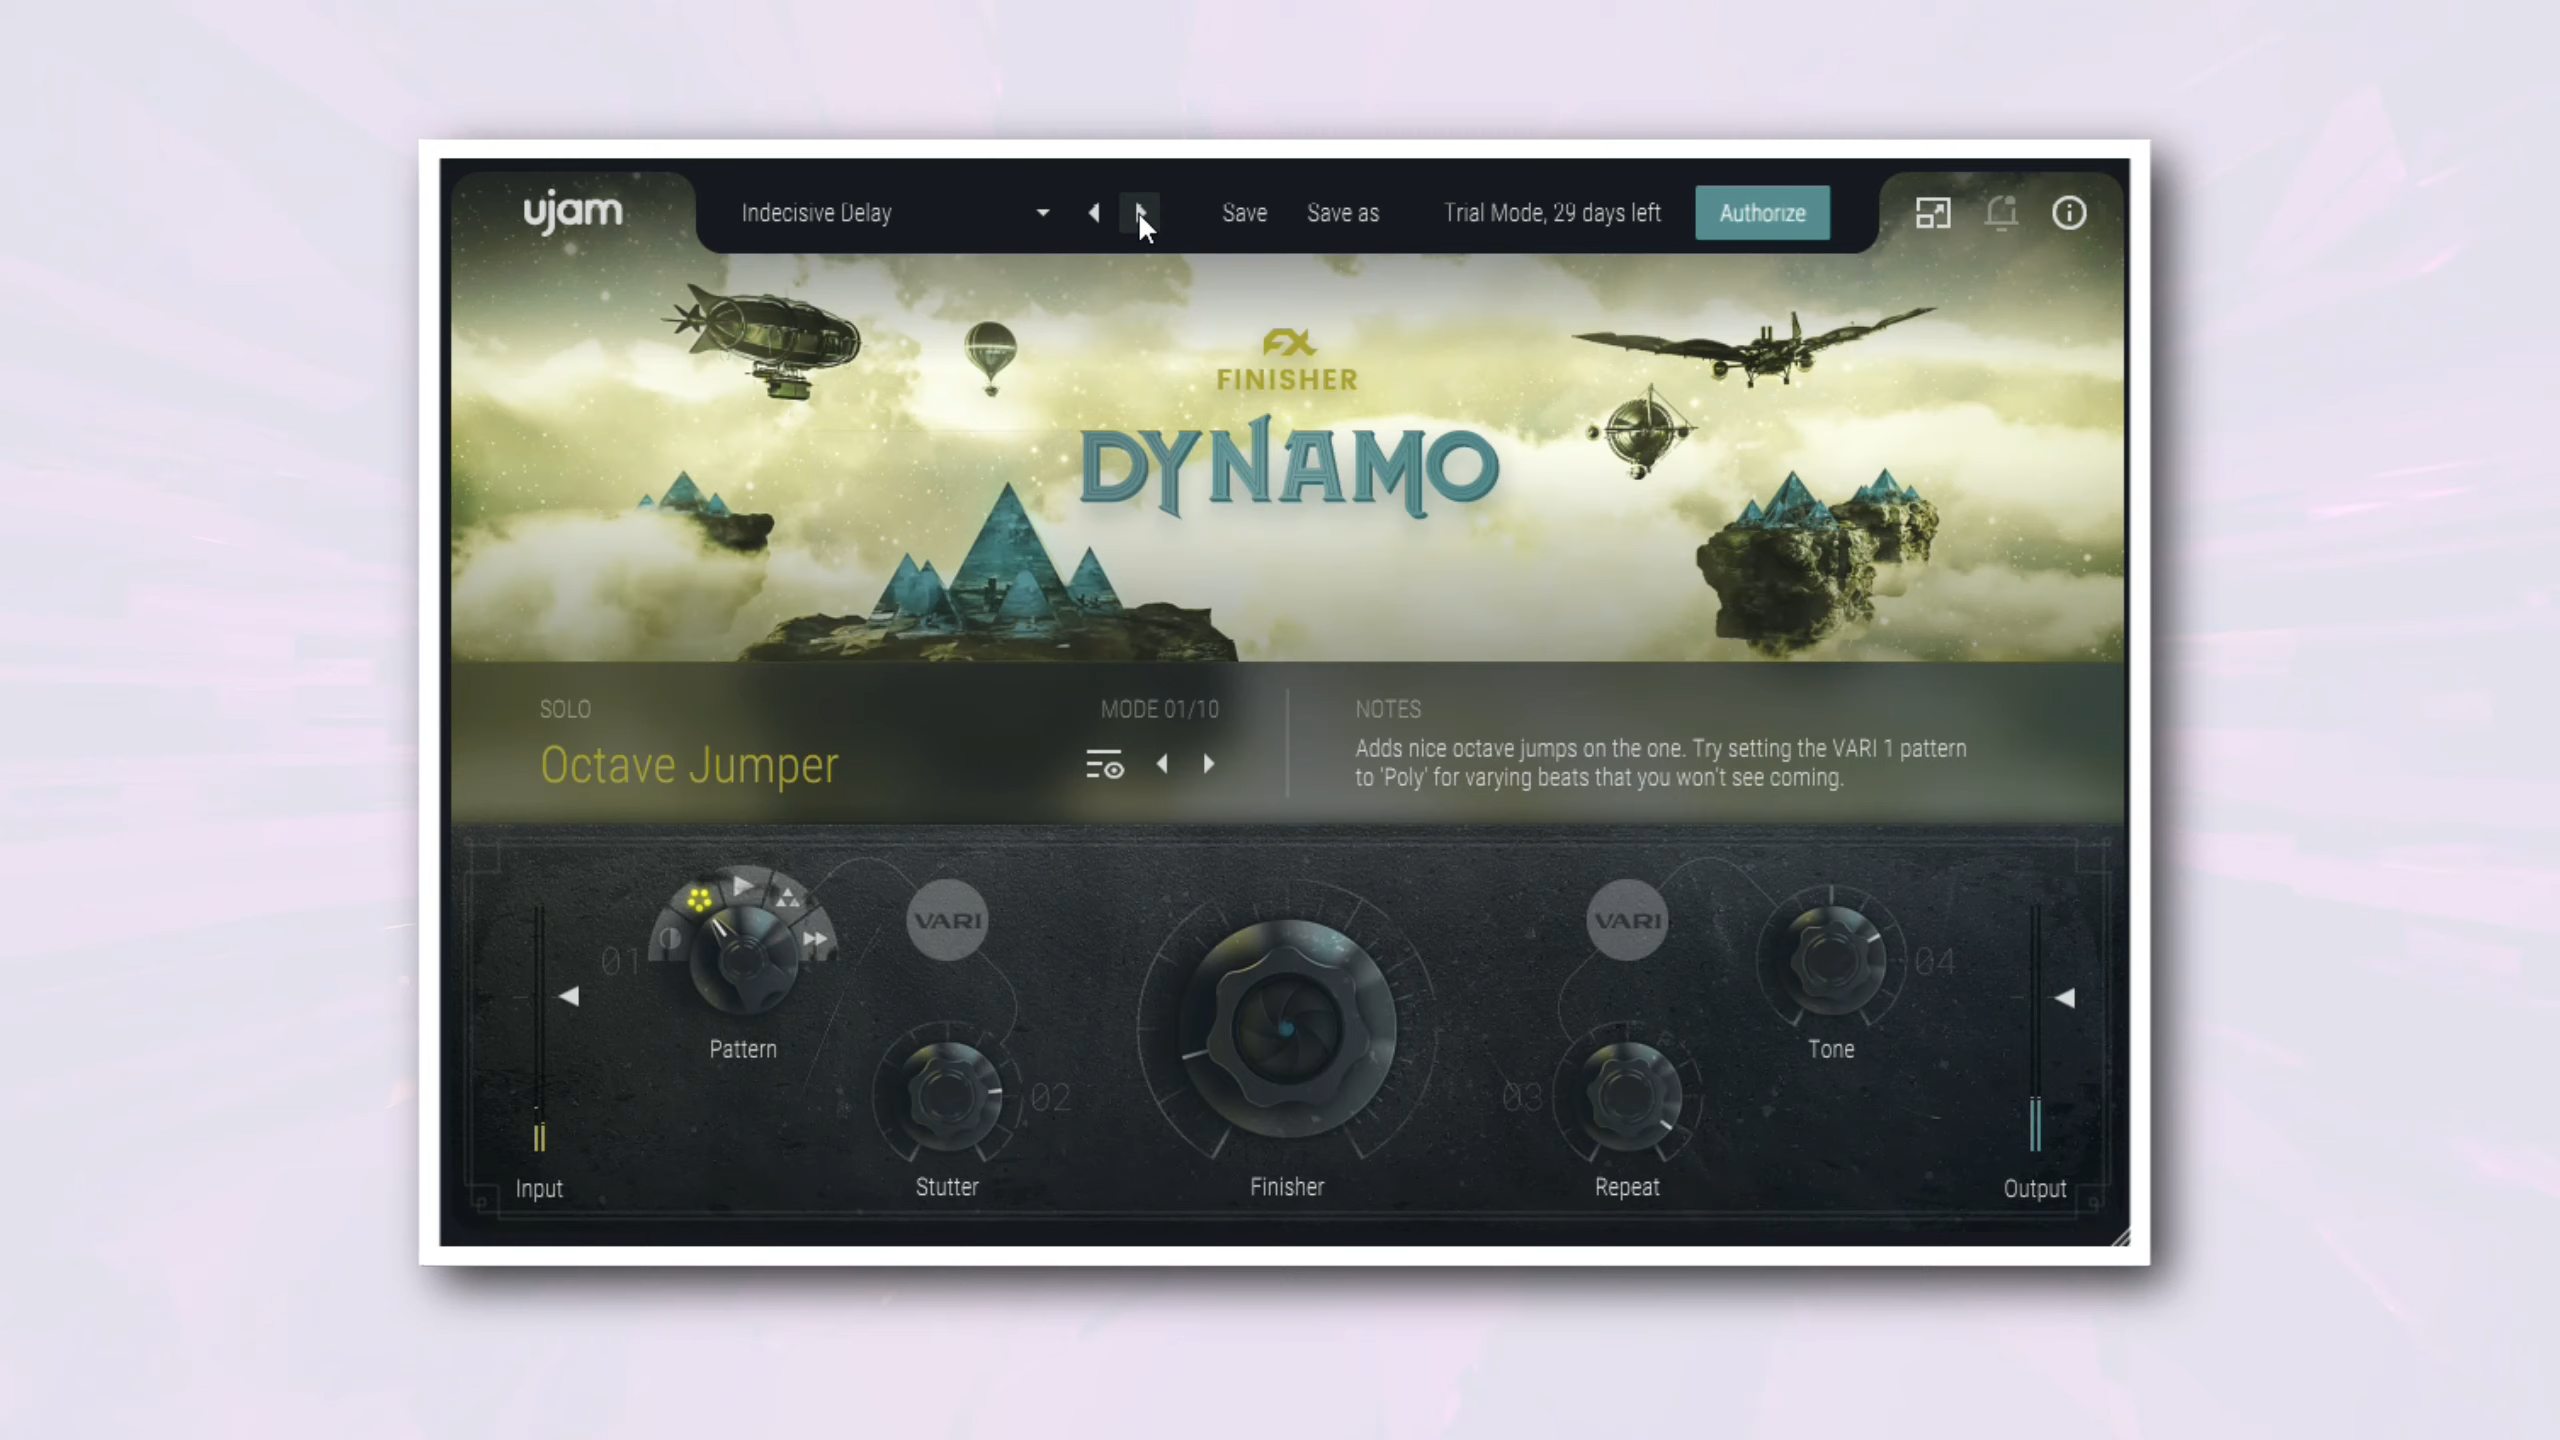 ujam
Indecisive Delay
Save
Save as
Trial Mode, 29 days left
Authorize
FX
FINISHER
DYNAMO
SOLO
MODE 01/10
Octave Jumper
NOTES
Adds nice octave jumps on the one. Try setting the VARI 1 pattern
to 'Poly' for varying beats that you won't see coming.
VARI
VARI
01
04
Pattern
Tone
02
03
Input
Stutter
Finisher
Repeat
Output